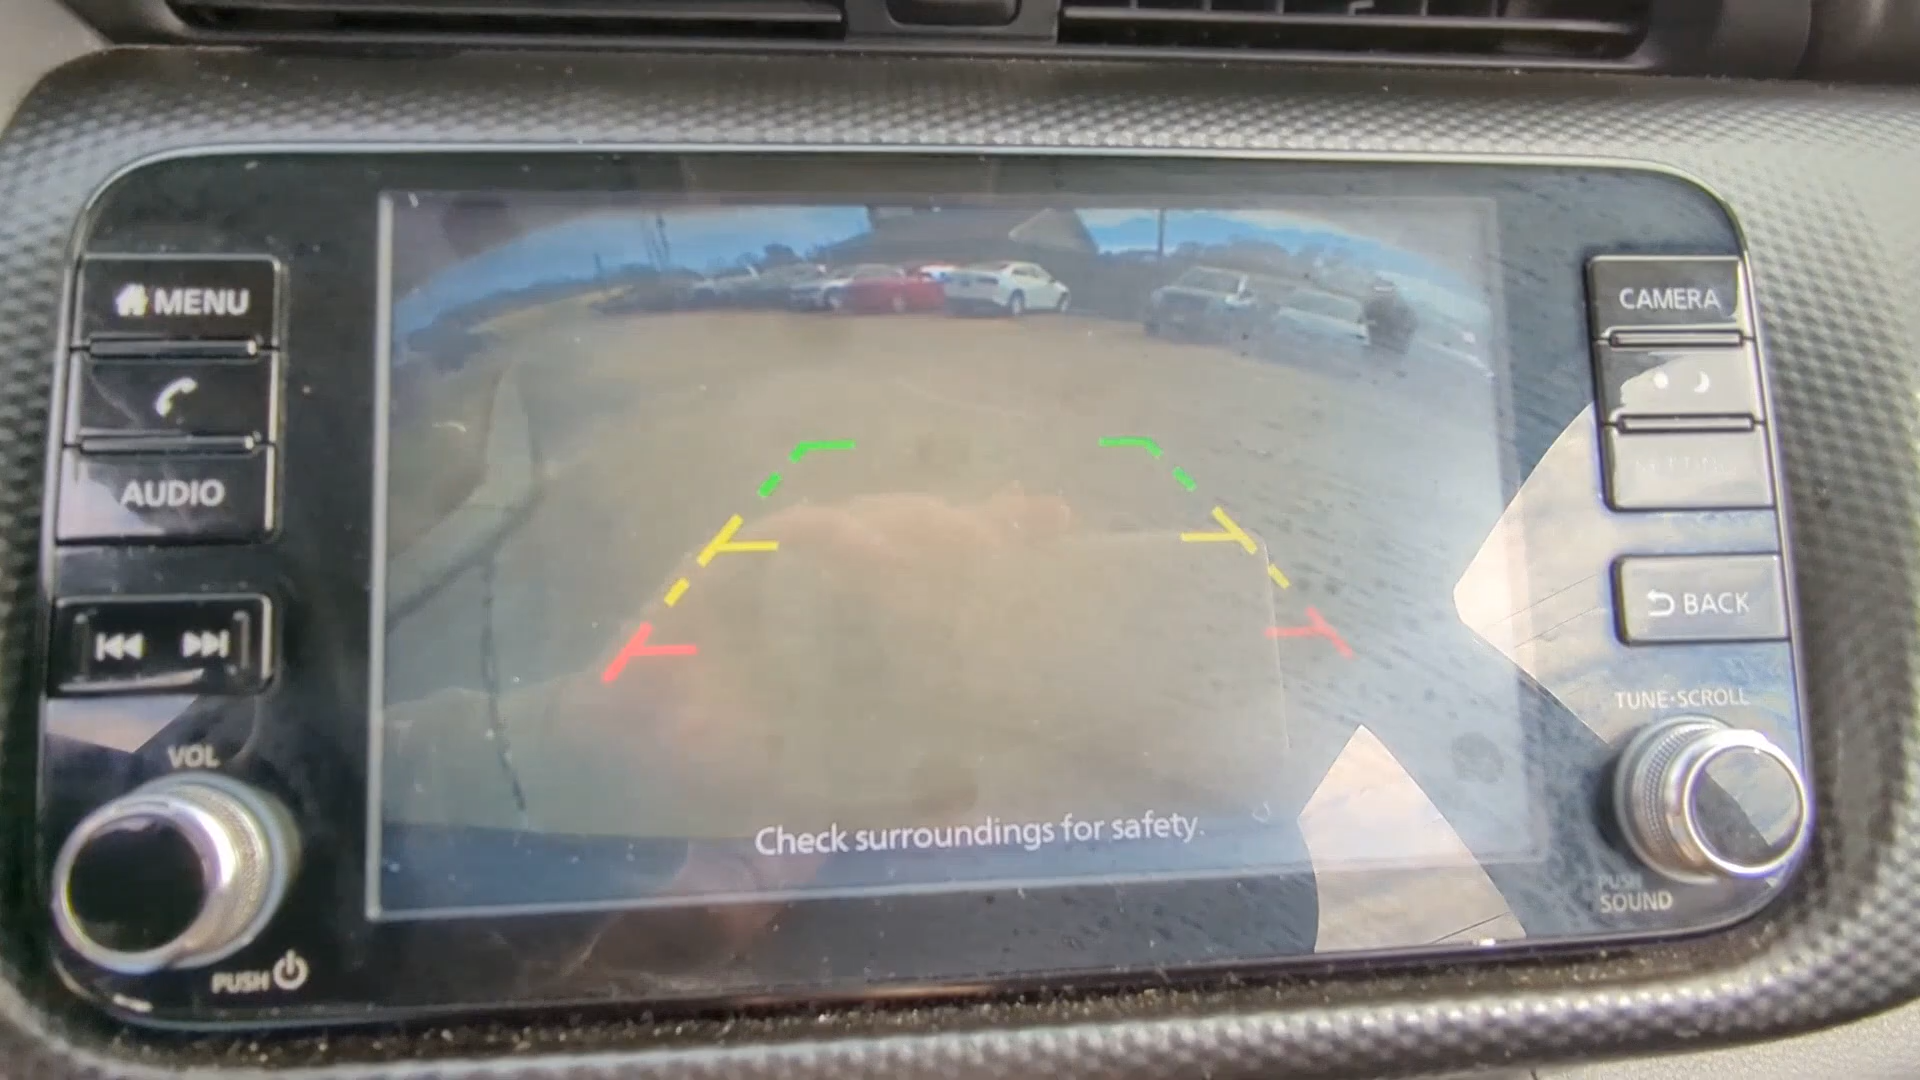 MENU
AUDIO
VOL
PUSH
CAMERA
BACK
TUNE•SCROLL
PUSH
SOUND
Check surroundings for safety.